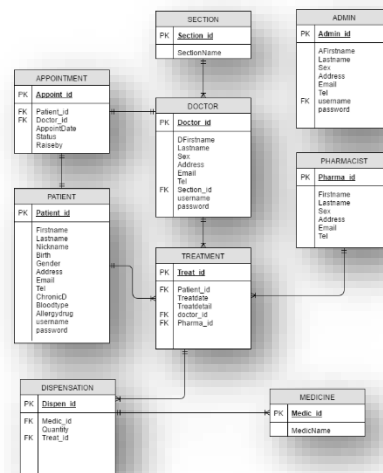 SECTION
PK Section_id
SectionName
ADMIN
PK Admin_id
AFirstname
Lastname
Sex
Address
Email
Tel
FK username
password
APPOINTMENT
PK Appoint_id
FK Patient_id
FK Doctor_id
AppointDate
Status
Raiseby
DOCTOR
PK Doctor_id
DFirstname
Lastname
Sex
Address
Email
Tel
FK Section_id
username
password
PHARMACIST
PK Pharma_id
Firstname
Lastname
Sex
Address
Email
Tel
PATIENT
PK Patient_id
Firstname
Lastname
Nickname
Birth
Gender
Address
Email
Tel
ChronicD
Bloodtype
Allergydrug
username
password
TREATMENT
PK Treat_id
FK Patient_id
Treatdate
Treatdetail
FK doctor_id
FK Pharma_id
DISPENSATION
PK Dispen_id
FK Medic_id
Quantity
FK Treat_id
MEDICINE
PK Medic_id
MedicName